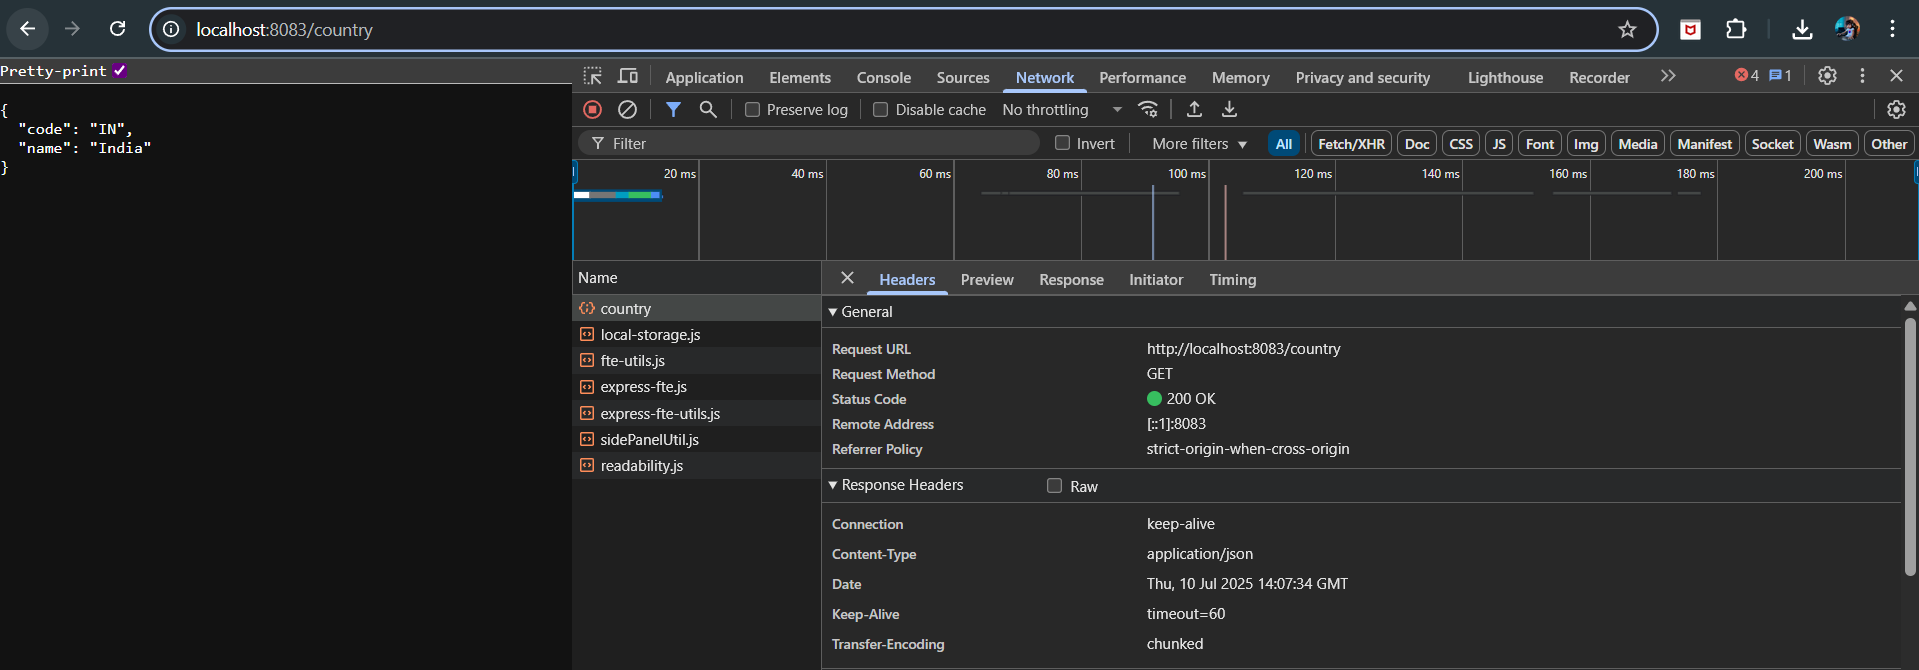 localhost:8083/country
Pretty-print
{
"code": "IN",
"name": "India"
}
Application Elements Console Sources Network Performance Memory Privacy and security Lighthouse Recorder 4 1
Preserve log Disable cache No throttling
Filter Invert More filters All Fetch/XHR Doc CSS JS Font Img Media Manifest Socket Wasm Other
20 ms 40 ms 60 ms 80 ms 100 ms 120 ms 140 ms 160 ms 180 ms 200 ms
Name
country
local-storage.js
fte-utils.js
express-fte.js
express-fte-utils.js
sidePanelUtil.js
readability.js
Headers Preview Response Initiator Timing
General
Request URL http://localhost:8083/country
Request Method GET
Status Code 200 OK
Remote Address [::1]:8083
Referrer Policy strict-origin-when-cross-origin
Response Headers Raw
Connection keep-alive
Content-Type application/json
Date Thu, 10 Jul 2025 14:07:34 GMT
Keep-Alive timeout=60
Transfer-Encoding chunked